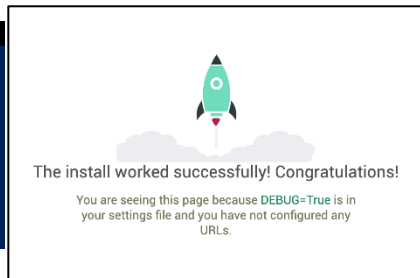 The install worked successfully! Congratulations!
You are seeing this page because DEBUG=True is in
your settings file and you have not configured any
URLs.